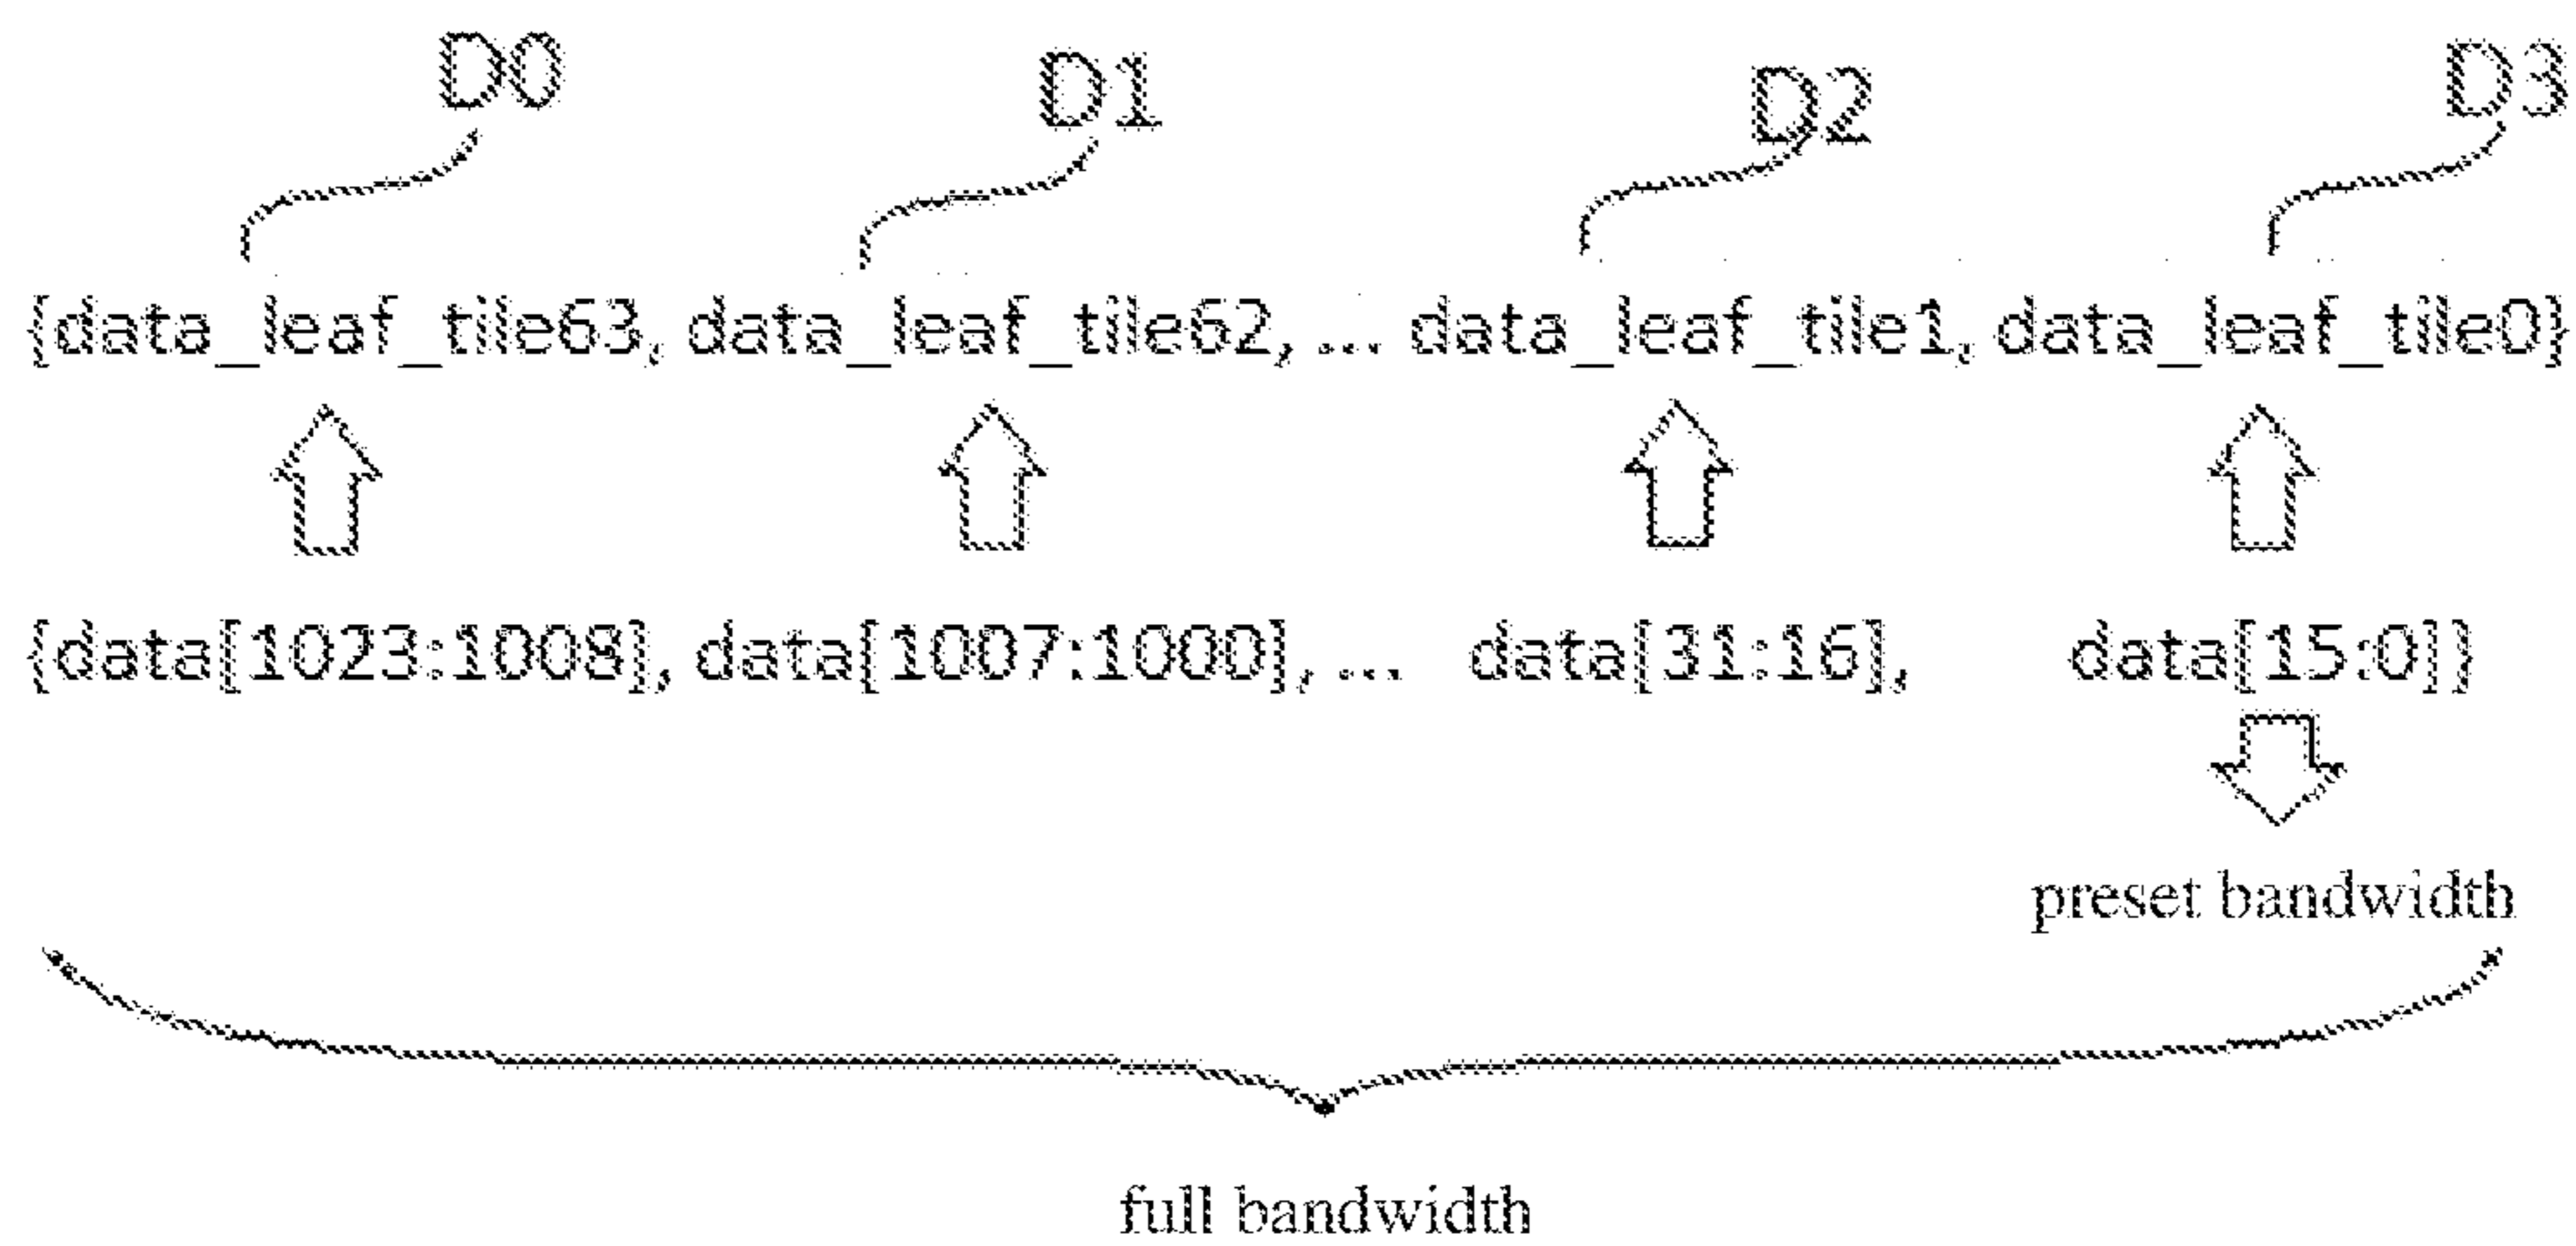 D0 D1 D2 D3
{data_leaf_tile63, data_leaf_tile62, ... data_leaf_tile1, data_leaf_tile0}
{data[1023:1008], data[1007:1000], ... data[31:16], data[15:0]}
preset bandwidth
full bandwidth